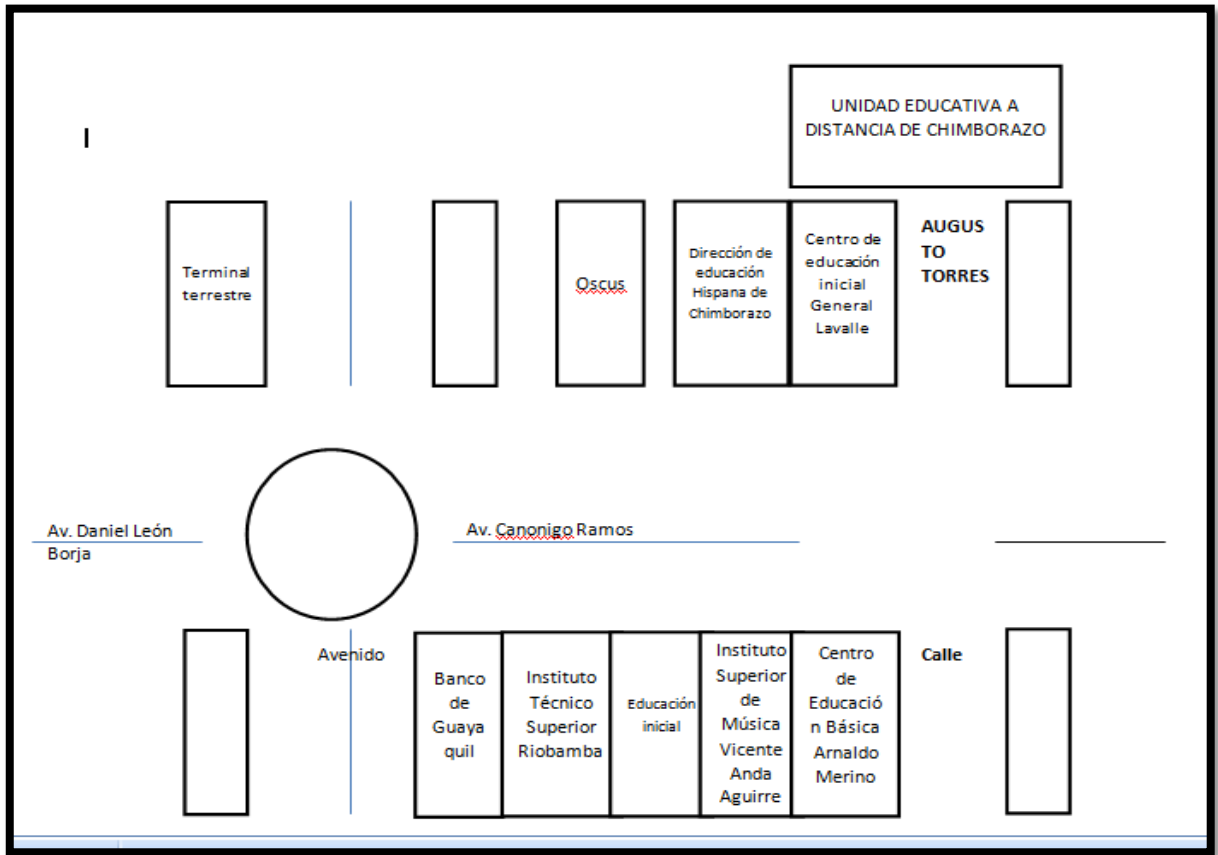 UNIDAD EDUCATIVA A
DISTANCIA DE CHIMBORAZO
Terminal
terrestre
Oscus
Dirección de
educación
Hispana de
Chimborazo
Centro de
educación
inicial
General
Lavalle
AUGUS
TO
TORRES
Av. Daniel León
Borja
Av. Canonigo Ramos
Avenido
Banco
de
Guaya
quil
Instituto
Técnico
Superior
Riobamba
Educación
inicial
Instituto
Superior
de
Música
Vicente
Anda
Aguirre
Centro
de
Educació
n Básica
Arnaldo
Merino
Calle